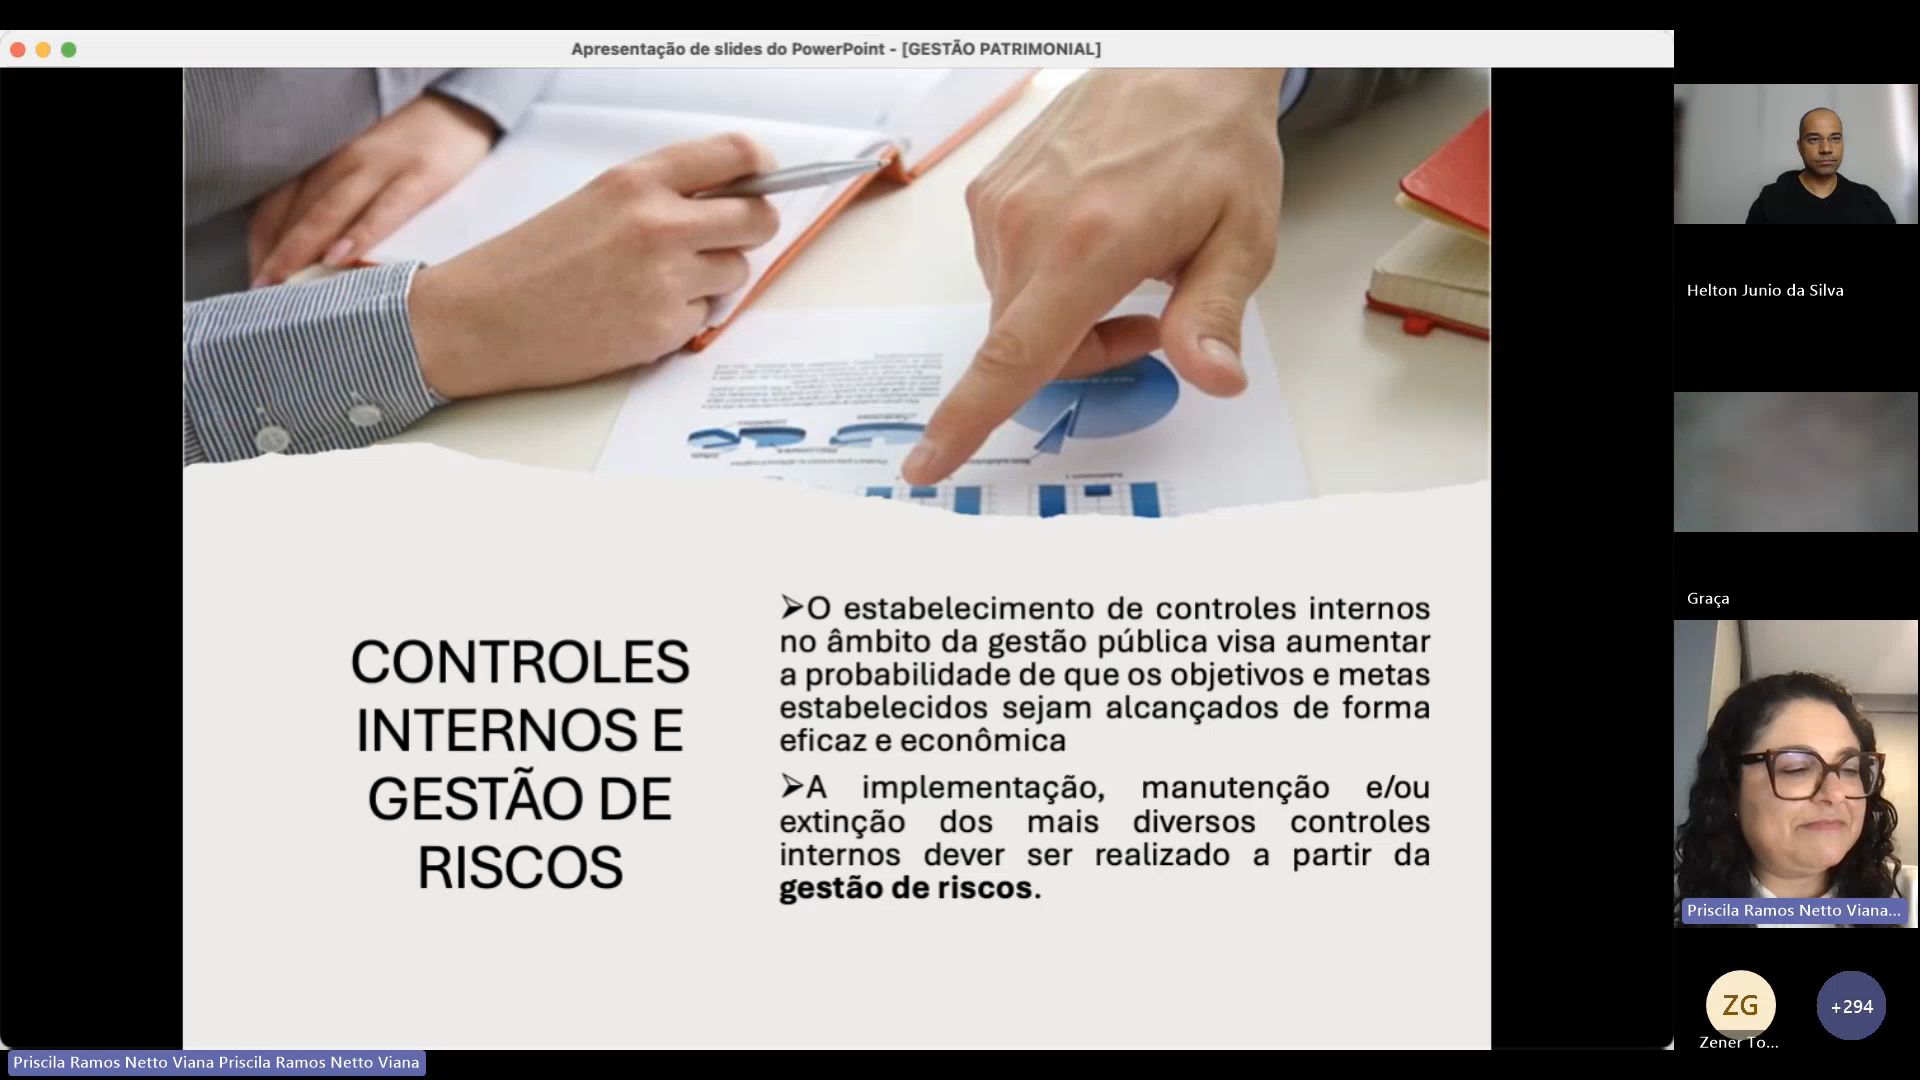 Apresentação de slides do PowerPoint - [GESTÃO PATRIMONIAL]
CONTROLES
INTERNOS E
GESTÃO DE
RISCOS
➢O estabelecimento de controles internos
no âmbito da gestão pública visa aumentar
a probabilidade de que os objetivos e metas
estabelecidos sejam alcançados de forma
eficaz e econômica
➢A implementação, manutenção e/ou
extinção dos mais diversos controles
internos dever ser realizado a partir da
gestão de riscos.
Helton Junio da Silva
Graça
Priscila Ramos Netto Viana...
ZG
+294
Zener To...
Priscila Ramos Netto Viana Priscila Ramos Netto Viana